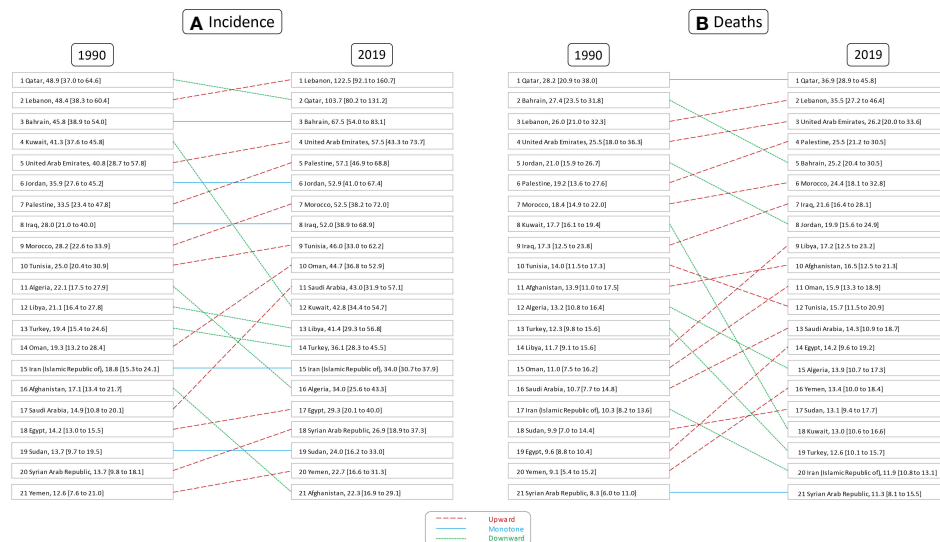 A Incidence
1990
2019
1 Qatar, 48.9 [37.0 to 64.6]
2 Lebanon, 48.4 [38.3 to 60.4]
3 Bahrain, 45.8 [38.9 to 54.0]
4 Kuwait, 41.3 [37.6 to 45.8]
5 United Arab Emirates, 40.8 [28.7 to 57.8]
6 Jordan, 35.9 [27.6 to 45.2]
7 Palestine, 33.5 [23.4 to 47.8]
8 Iraq, 28.0 [21.0 to 40.0]
9 Morocco, 28.2 [22.6 to 33.9]
10 Tunisia, 25.0 [20.4 to 30.9]
11 Algeria, 22.1 [17.5 to 27.9]
12 Libya, 21.1 [16.4 to 27.8]
13 Turkey, 19.4 [15.4 to 24.6]
14 Oman, 19.3 [13.2 to 28.4]
15 Iran (Islamic Republic of), 18.8 [15.3 to 24.1]
16 Afghanistan, 17.1 [13.4 to 21.7]
17 Saudi Arabia, 14.9 [10.8 to 20.1]
18 Egypt, 14.2 [13.0 to 15.5]
19 Sudan, 13.7 [9.7 to 19.5]
20 Syrian Arab Republic, 13.7 [9.8 to 18.1]
21 Yemen, 12.6 [7.6 to 21.0]
1 Lebanon, 122.5 [92.1 to 160.7]
2 Qatar, 103.7 [80.2 to 131.2]
3 Bahrain, 67.5 [54.0 to 83.1]
4 United Arab Emirates, 57.5 [43.3 to 73.7]
5 Palestine, 57.1 [46.9 to 68.8]
6 Jordan, 52.9 [41.0 to 67.4]
7 Morocco, 52.5 [38.2 to 72.0]
8 Iraq, 52.0 [38.9 to 68.9]
9 Tunisia, 46.0 [33.0 to 62.2]
10 Oman, 44.7 [36.8 to 52.9]
11 Saudi Arabia, 43.0 [31.9 to 57.1]
12 Kuwait, 42.8 [34.4 to 54.7]
13 Libya, 41.4 [29.3 to 56.8]
14 Turkey, 36.1 [28.3 to 45.5]
15 Iran (Islamic Republic of), 34.0 [30.7 to 37.9]
16 Algeria, 34.0 [25.6 to 43.3]
17 Egypt, 29.3 [20.1 to 40.0]
18 Syrian Arab Republic, 26.9 [18.9 to 37.3]
19 Sudan, 24.0 [16.2 to 33.0]
20 Yemen, 22.7 [16.6 to 31.3]
21 Afghanistan, 22.3 [16.9 to 29.1]
B Deaths
1990
2019
1 Qatar, 28.2 [20.9 to 38.0]
2 Bahrain, 27.4 [23.5 to 31.8]
3 Lebanon, 26.0 [21.0 to 32.3]
4 United Arab Emirates, 25.5 [18.0 to 36.3]
5 Jordan, 21.0 [15.9 to 26.7]
6 Palestine, 19.2 [13.6 to 27.6]
7 Morocco, 18.4 [14.9 to 22.0]
8 Kuwait, 17.7 [16.1 to 19.4]
9 Iraq, 17.3 [12.5 to 23.8]
10 Tunisia, 14.0 [11.5 to 17.3]
11 Afghanistan, 13.9 [11.0 to 17.5]
12 Algeria, 13.2 [10.8 to 16.4]
13 Turkey, 12.3 [9.8 to 15.6]
14 Libya, 11.7 [9.1 to 15.6]
15 Oman, 11.0 [7.5 to 16.2]
16 Saudi Arabia, 10.7 [7.7 to 14.8]
17 Iran (Islamic Republic of), 10.3 [8.2 to 13.6]
18 Sudan, 9.9 [7.0 to 14.4]
19 Egypt, 9.6 [8.8 to 10.4]
20 Yemen, 9.1 [5.4 to 15.2]
21 Syrian Arab Republic, 8.3 [6.0 to 11.0]
1 Qatar, 36.9 [28.9 to 45.8]
2 Lebanon, 35.5 [27.2 to 46.4]
3 United Arab Emirates, 26.2 [20.0 to 33.6]
4 Palestine, 25.5 [21.2 to 30.5]
5 Bahrain, 25.2 [20.4 to 30.5]
6 Morocco, 24.4 [18.1 to 32.8]
7 Iraq, 21.6 [16.4 to 28.1]
8 Jordan, 19.9 [15.6 to 24.9]
9 Libya, 17.2 [12.5 to 23.2]
10 Afghanistan, 16.5 [12.5 to 21.3]
11 Oman, 15.9 [13.3 to 18.9]
12 Tunisia, 15.7 [11.5 to 20.9]
13 Saudi Arabia, 14.3 [10.9 to 18.7]
14 Egypt, 14.2 [9.6 to 19.2]
15 Algeria, 13.9 [10.7 to 17.3]
16 Yemen, 13.4 [10.0 to 18.4]
17 Sudan, 13.1 [9.4 to 17.7]
18 Kuwait, 13.0 [10.6 to 16.6]
19 Turkey, 12.6 [10.1 to 15.7]
20 Iran (Islamic Republic of), 11.9 [10.8 to 13.1]
21 Syrian Arab Republic, 11.3 [8.1 to 15.5]
Upward
Monotone
Downward